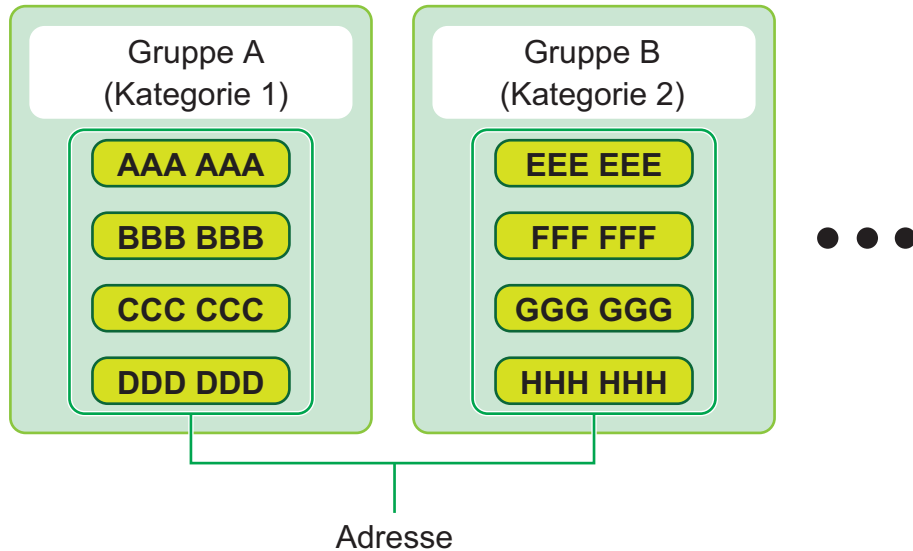 Gruppe A
(Kategorie 1)
AAA AAA
BBB BBB
CCC CCC
DDD DDD
Gruppe B
(Kategorie 2)
EEE EEE
FFF FFF
GGG GGG
HHH HHH
Adresse